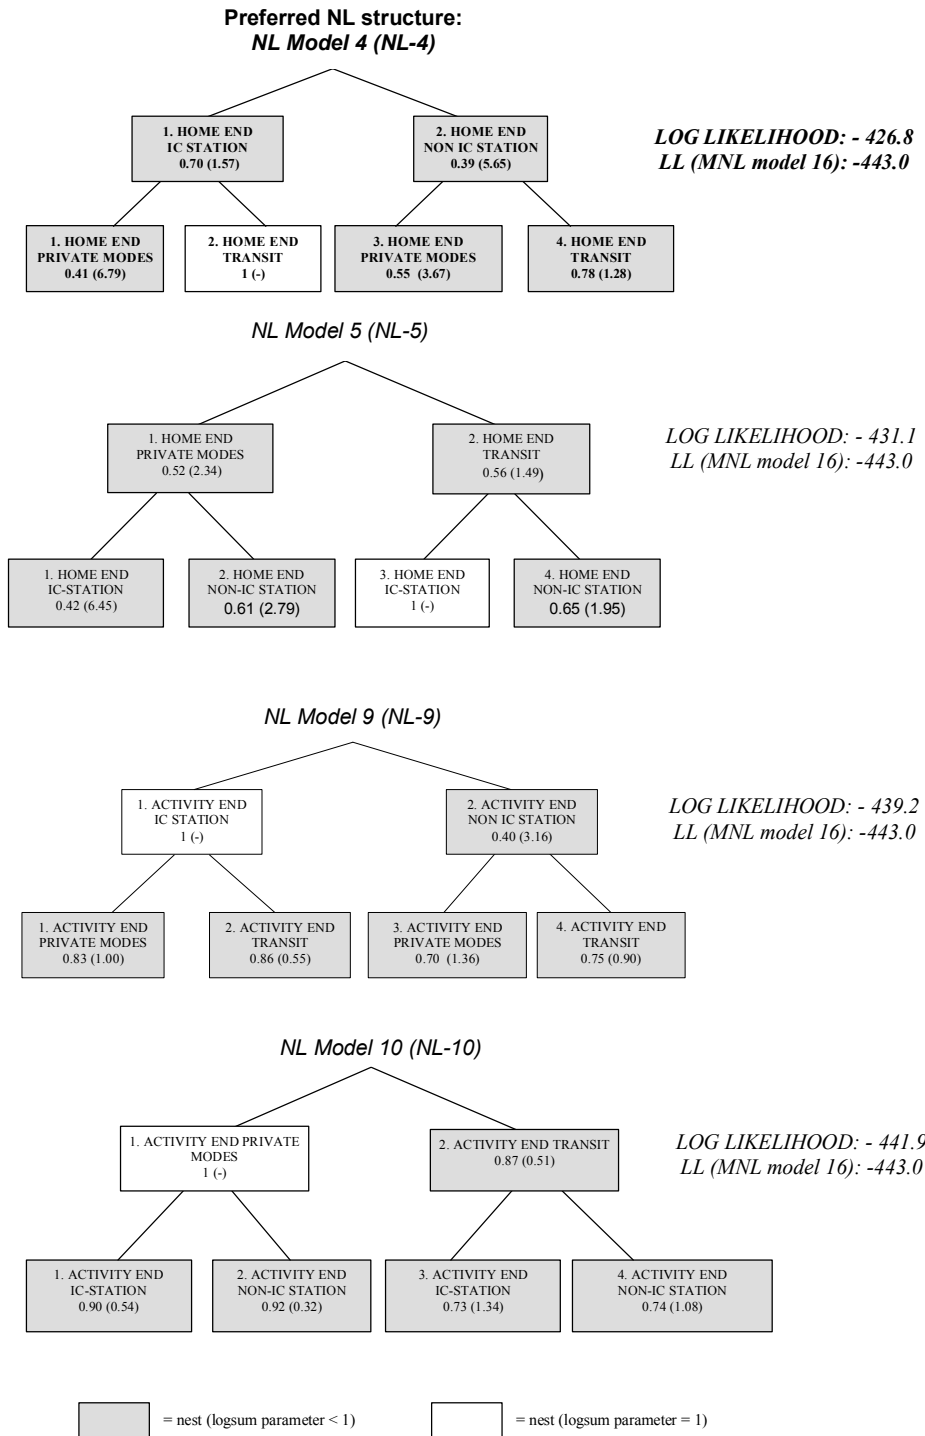 Preferred NL structure:
NL Model 4 (NL-4)
1. HOME END
IC STATION
0.70 (1.57)
2. HOME END
NON IC STATION
0.39 (5.65)
LOG LIKELIHOOD: - 426.8
LL (MNL model 16): -443.0
1. HOME END
PRIVATE MODES
0.41 (6.79)
2. HOME END
TRANSIT
1 (-)
3. HOME END
PRIVATE MODES
0.55 (3.67)
4. HOME END
TRANSIT
0.78 (1.28)
NL Model 5 (NL-5)
1. HOME END
PRIVATE MODES
0.52 (2.34)
2. HOME END
TRANSIT
0.56 (1.49)
LOG LIKELIHOOD: - 431.1
LL (MNL model 16): -443.0
1. HOME END
IC-STATION
0.42 (6.45)
2. HOME END
NON-IC STATION
0.61 (2.79)
3. HOME END
IC-STATION
1 (-)
4. HOME END
NON-IC STATION
0.65 (1.95)
NL Model 9 (NL-9)
1. ACTIVITY END
IC STATION
1 (-)
2. ACTIVITY END
NON IC STATION
0.40 (3.16)
LOG LIKELIHOOD: - 439.2
LL (MNL model 16): -443.0
1. ACTIVITY END
PRIVATE MODES
0.83 (1.00)
2. ACTIVITY END
TRANSIT
0.86 (0.55)
3. ACTIVITY END
PRIVATE MODES
0.70 (1.36)
4. ACTIVITY END
TRANSIT
0.75 (0.90)
NL Model 10 (NL-10)
1. ACTIVITY END PRIVATE
MODES
1 (-)
2. ACTIVITY END TRANSIT
0.87 (0.51)
LOG LIKELIHOOD: - 441.9
LL (MNL model 16): -443.0
1. ACTIVITY END
IC-STATION
0.90 (0.54)
2. ACTIVITY END
NON-IC STATION
0.92 (0.32)
3. ACTIVITY END
IC-STATION
0.73 (1.34)
4. ACTIVITY END
NON-IC STATION
0.74 (1.08)
= nest (logsum parameter < 1)
= nest (logsum parameter = 1)